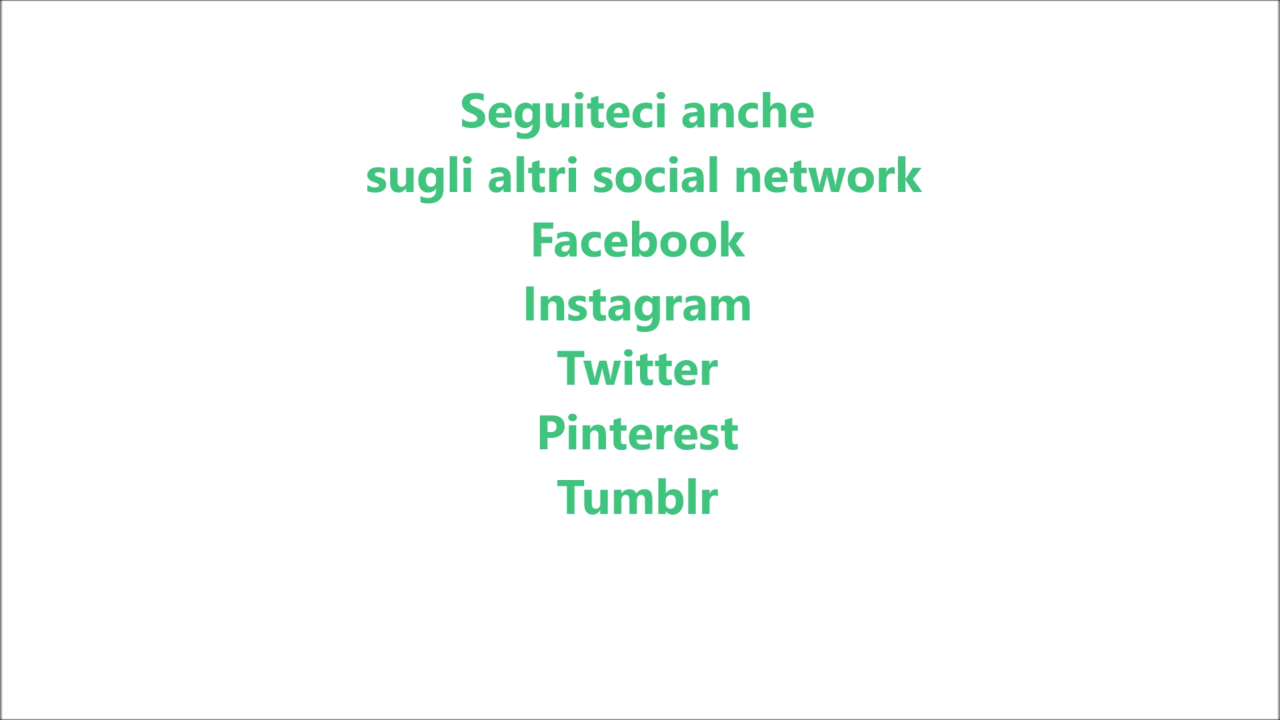 Seguiteci anche
sugli altri social network
Facebook
Instagram
Twitter
Pinterest
Tumblr